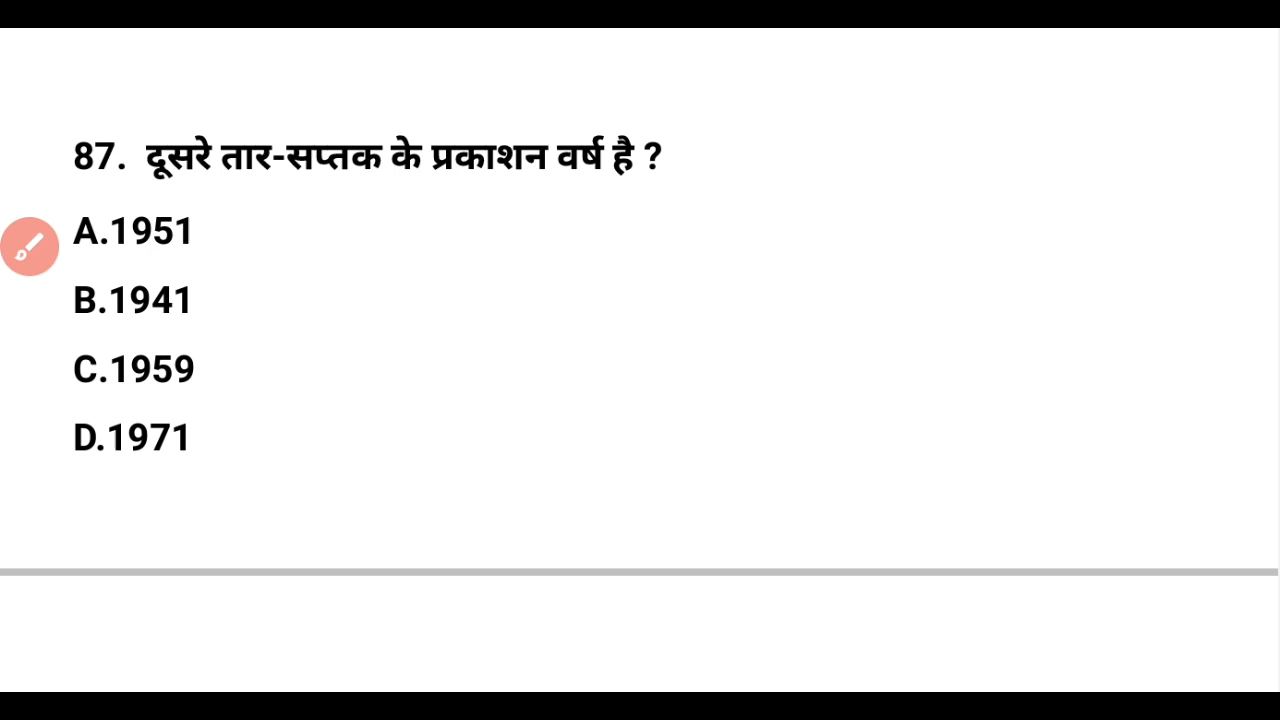 87. दूसरे तार-सप्तक के प्रकाशन वर्ष है ?
A.1951
B.1941
C.1959
D.1971